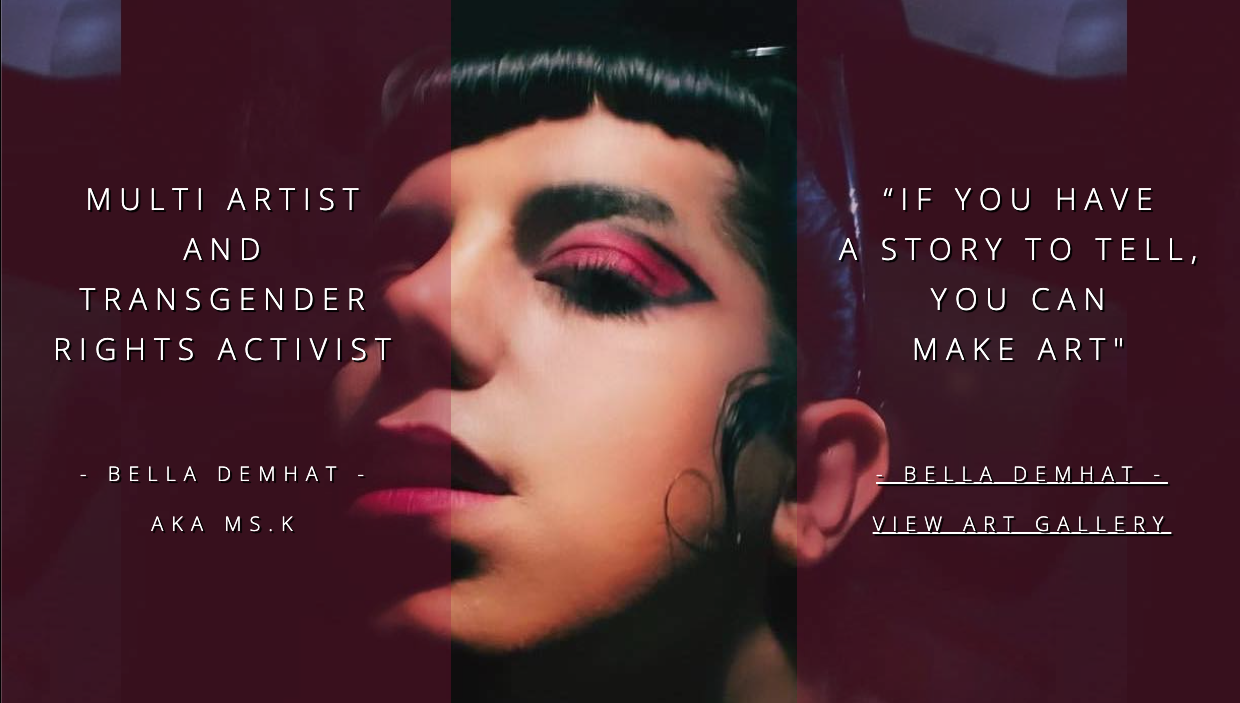 MULTI ARTIST
AND
TRANSGENDER
RIGHTS ACTIVIST
- BELLA DEMHAT -
AKA MS.K
“IF YOU HAVE
A STORY TO TELL,
YOU CAN
MAKE ART"
- BELLA DEMHAT -
VIEW ART GALLERY